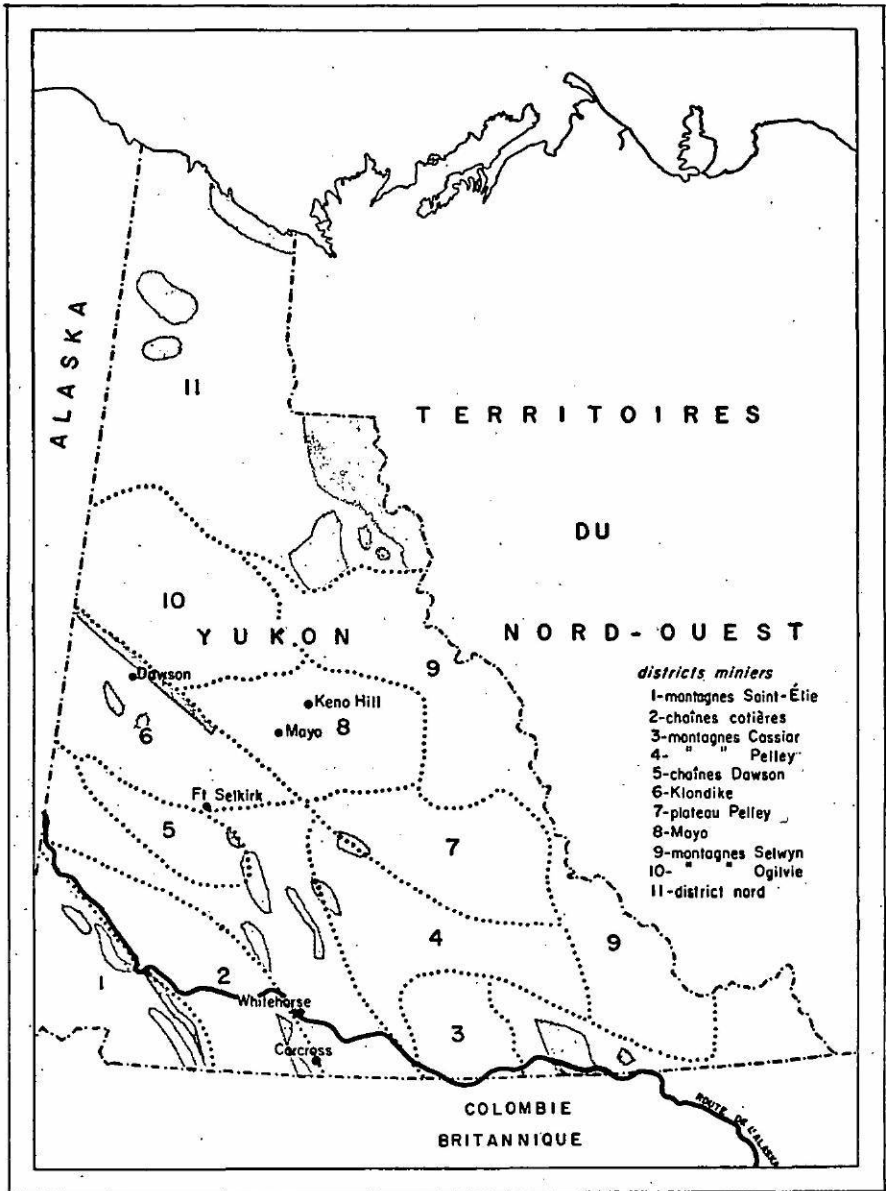 ALASKA
11
TERRITOIRES
DU
NORD-OUEST
10
YUKON
9
Dawson
Keno Hill
8
Mayo
6
Ft Selkirk
5
7
4
9
1
2
Whitehorse
3
Carcross
districts miniers
1-montagnes Saint-Élie
2-chaînes cotières
3-montagnes Cassiar
4- " " Pelley
5-chaînes Dawson
6-Klondike
7-plateau Pelley
8-Mayo
9-montagnes Selwyn
10- " " Ogilvie
11-district nord
COLOMBIE
BRITANNIQUE
ROUTE DE L'ALASKA